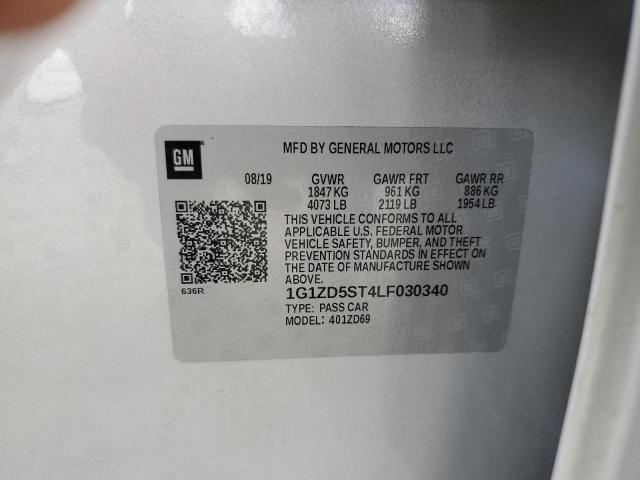 GM
MFD BY GENERAL MOTORS LLC
08/19 GVWR GAWR FRT GAWR RR
1847 KG 961 KG 886 KG
4073 LB 2119 LB 1954 LB
THIS VEHICLE CONFORMS TO ALL
APPLICABLE U.S. FEDERAL MOTOR
VEHICLE SAFETY, BUMPER, AND THEFT
PREVENTION STANDARDS IN EFFECT ON
THE DATE OF MANUFACTURE SHOWN
ABOVE.
636R
1G1ZD5ST4LF030340
TYPE: PASS CAR
MODEL: 401ZD69